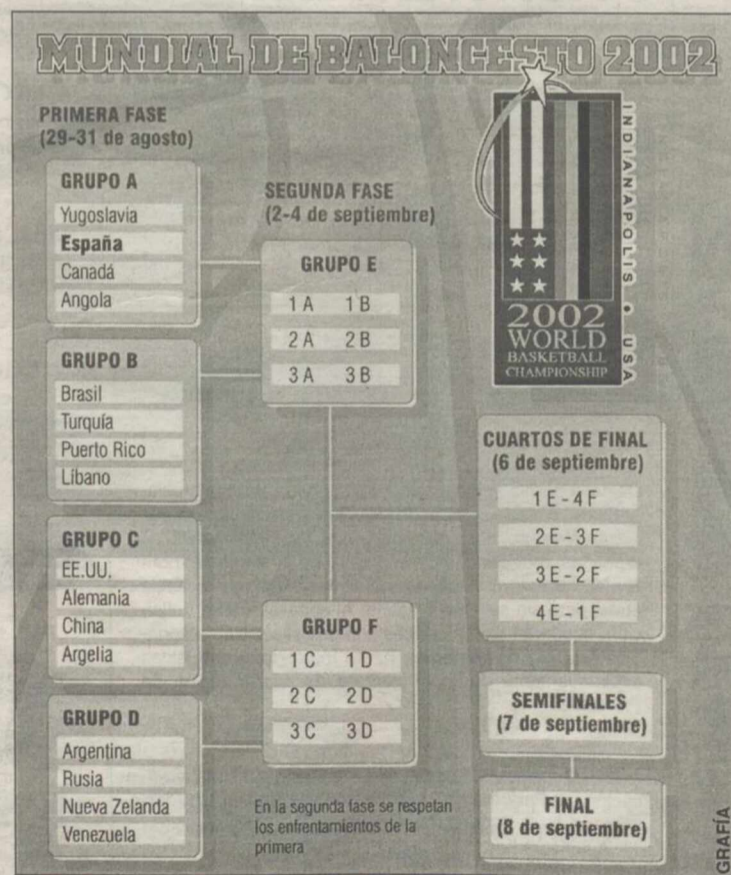 MUNDIAL DE BALONCESTO 2002
PRIMERA FASE
(29-31 de agosto)
GRUPO A
Yugoslavia
España
Canadá
Angola
GRUPO B
Brasil
Turquía
Puerto Rico
Líbano
GRUPO C
EE.UU.
Alemania
China
Argelia
GRUPO D
Argentina
Rusia
Nueva Zelanda
Venezuela
SEGUNDA FASE
(2-4 de septiembre)
GRUPO E
1 A 1 B
2 A 2 B
3 A 3 B
GRUPO F
1 C 1 D
2 C 2 D
3 C 3 D
En la segunda fase se respetan
los enfrentamientos de la
primera
INDIANAPOLIS • USA
2002
WORLD
BASKETBALL
CHAMPIONSHIP
CUARTOS DE FINAL
(6 de septiembre)
1 E - 4 F
2 E - 3 F
3 E - 2 F
4 E - 1 F
SEMIFINALES
(7 de septiembre)
FINAL
(8 de septiembre)
GRAFÍA